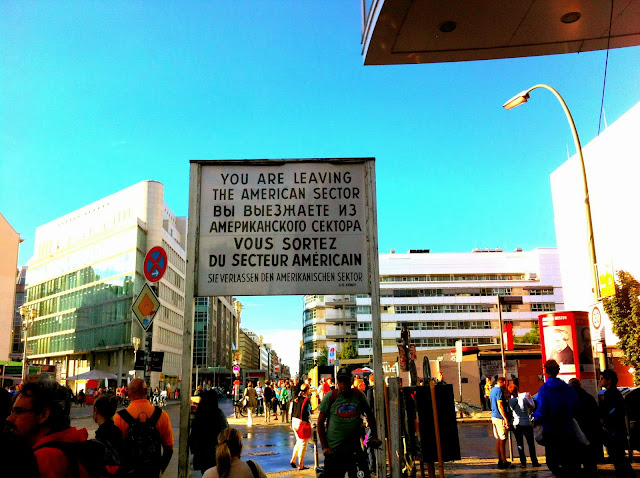 YOU ARE LEAVING
THE AMERICAN SECTOR
ВЫ ВЫЕЗЖАЕТЕ ИЗ
АМЕРИКАНСКОГО СЕКТОРА
VOUS SORTEZ
DU SECTEUR AMÉRICAIN
SIE VERLASSEN DEN AMERIKANISCHEN SEKTOR